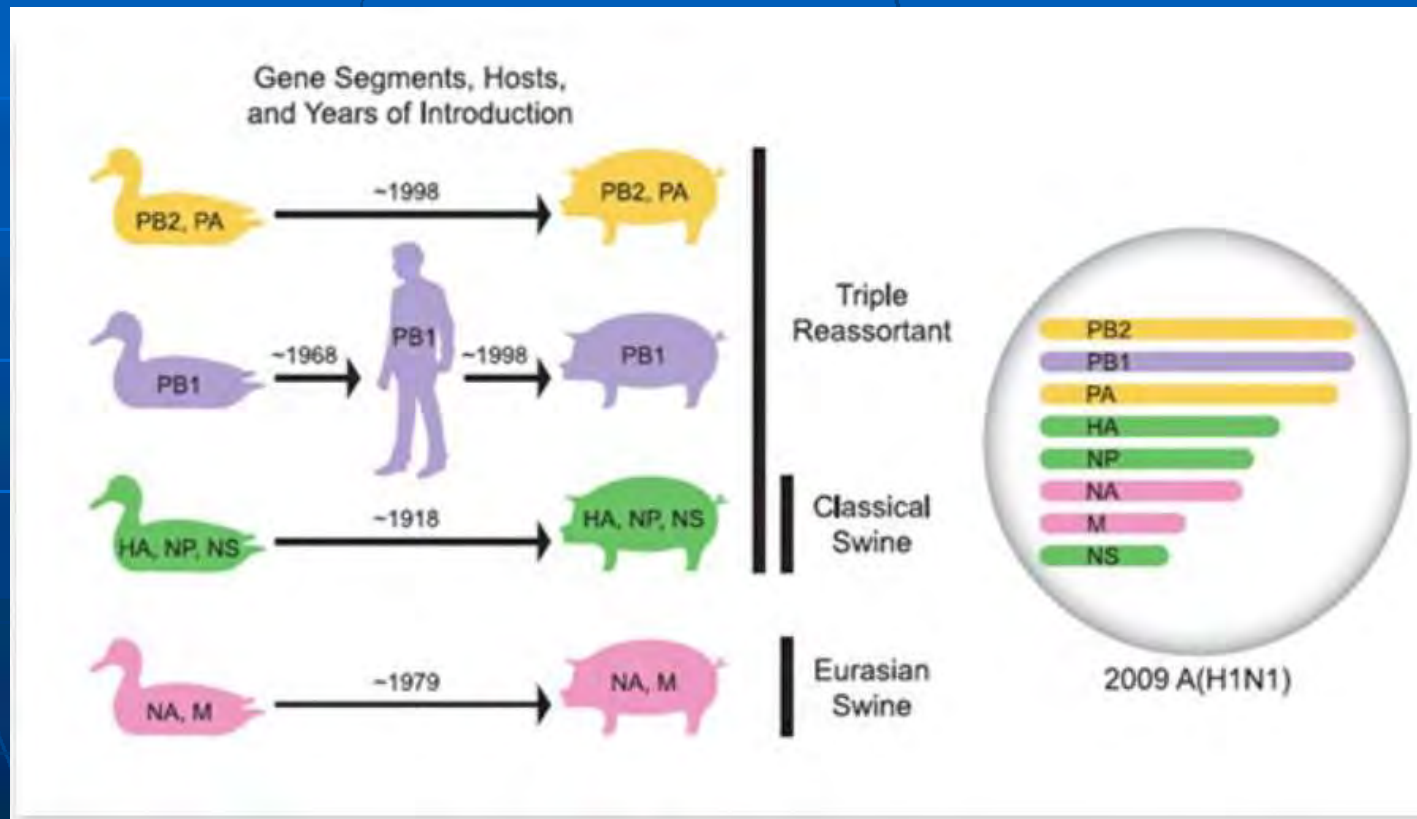 Gene Segments, Hosts,
and Years of Introduction
PB2, PA
~1998
PB2, PA
PB1
~1968
PB1
~1998
PB1
HA, NP, NS
~1918
HA, NP, NS
NA, M
~1979
NA, M
Triple
Reassortant
Classical
Swine
Eurasian
Swine
PB2
PB1
PA
HA
NP
NA
M
NS
2009 A(H1N1)